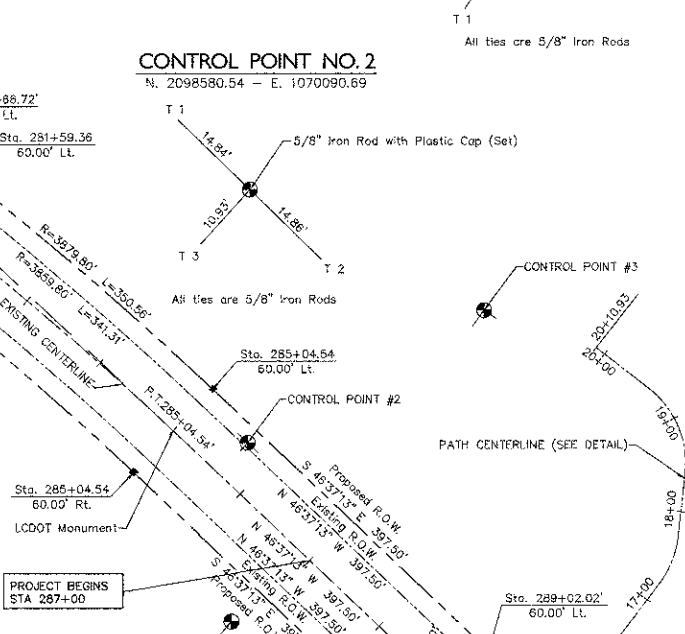 T 1
All ties are 5/8" Iron Rods
CONTROL POINT NO. 2
N. 2098580.54 - E. 1070090.69
T 1
14.84'
5/8" Iron Rod with Plastic Cap (Set)
10.93'
14.86'
T 3
T 2
All ties are 5/8" Iron Rods
+68.72'
Lt.
Sta. 281+59.36
60.00' Lt.
R=3879.80' L=350.56'
R=3859.80' L=341.31'
EXISTING CENTERLINE
P.T.285+04.54'
Sta. 285+04.54
60.00' Lt.
CONTROL POINT #2
CONTROL POINT #3
20+10.93
20+00
19+00
PATH CENTERLINE (SEE DETAIL)
18+00
17+00
Sta. 285+04.54
60.00' Rt.
LCDOT Monument
Proposed R.O.W.
S 46°37'13" E 397.50'
Existing R.O.W.
N 46°37'13" W 397.50'
N 46°37'13" W 397.50'
N 46°37'13" W 397.50'
Existing R.O.W.
S 46°37'13" E
Proposed
PROJECT BEGINS
STA 287+00
Sta. 289+02.02'
60.00' Lt.